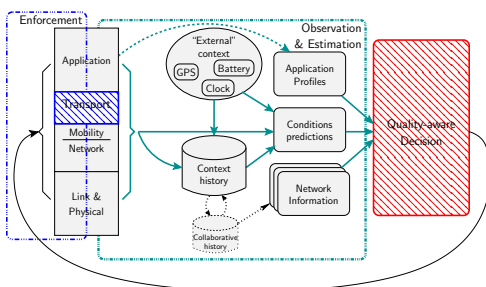 Enforcement
Observation
& Estimation
Application
Transport
Mobility
Network
Link &
Physical
“External”
context
GPS
Battery
Clock
Context
history
Collaborative
history
Application
Profiles
Conditions
predictions
Network
Information
Quality-aware
Decision